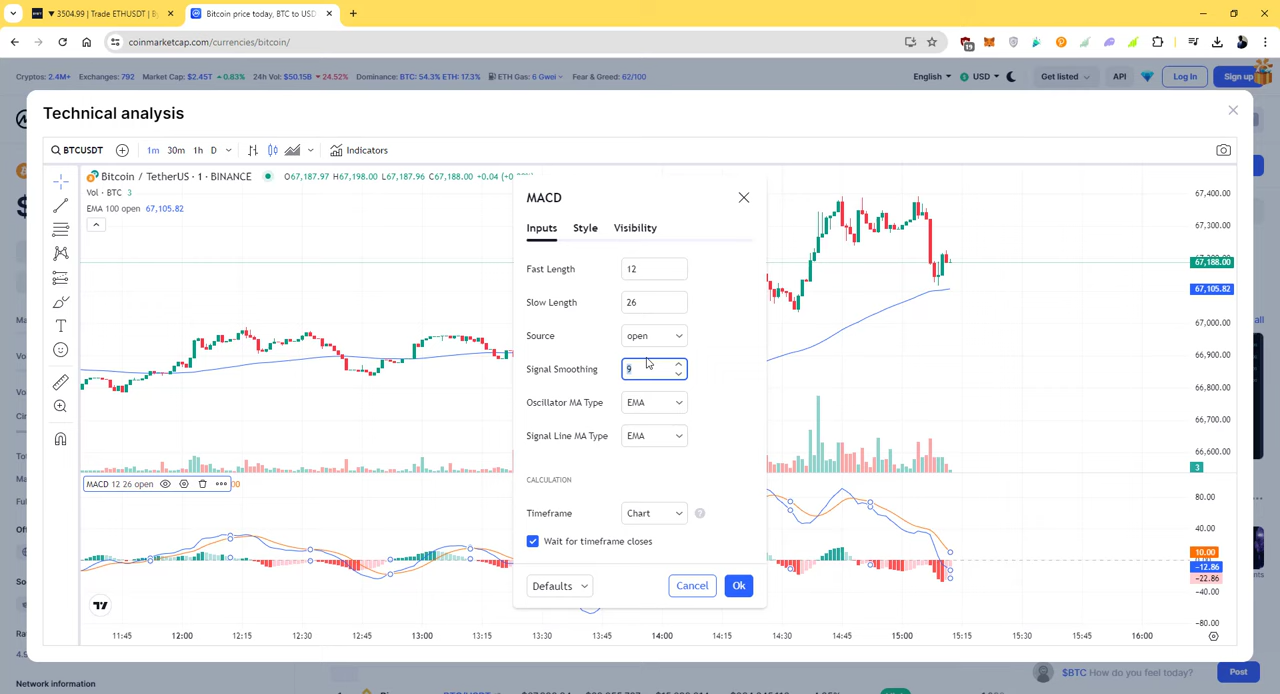 3504.99 | Trade ETHUSDT | B
Bitcoin price today, BTC to USD
coinmarketcap.com/currencies/bitcoin/
19
Cryptos: 2.4M+ Exchanges: 792 Market Cap: $2.45T 0.83% 24h Vol: $50.15B 24.52% Dominance: BTC: 54.3% ETH: 17.3% ETH Gas: 6 Gwei Fear & Greed: 62/100 English USD Get listed API Log In Sign up
Technical analysis
BTCUSDT 1m 30m 1h D Indicators
Bitcoin / TetherUS · 1 · BINANCE O67,187.97 H67,198.00 L67,187.96 C67,188.00 +0.04
Vol · BTC 3
EMA 100 open 67,105.82
MACD
Inputs Style Visibility
Fast Length 12
Slow Length 26
Source open
Signal Smoothing 9
Oscillator MA Type EMA
Signal Line MA Type EMA
CALCULATION
Timeframe Chart ?
Wait for timeframe closes
Defaults Cancel Ok
67,400.00
67,300.00
67,188.00
67,105.82
67,000.00
66,900.00
66,800.00
66,700.00
66,600.00
3
MACD 12 26 open
80.00
40.00
10.00
−12.86
−22.86
−40.00
−80.00
11:45 12:00 12:15 12:30 12:45 13:00 13:15 13:30 13:45 14:00 14:15 14:30 14:45 15:00 15:15 15:30 15:45 16:00
$BTC How do you feel today? Post
Network information